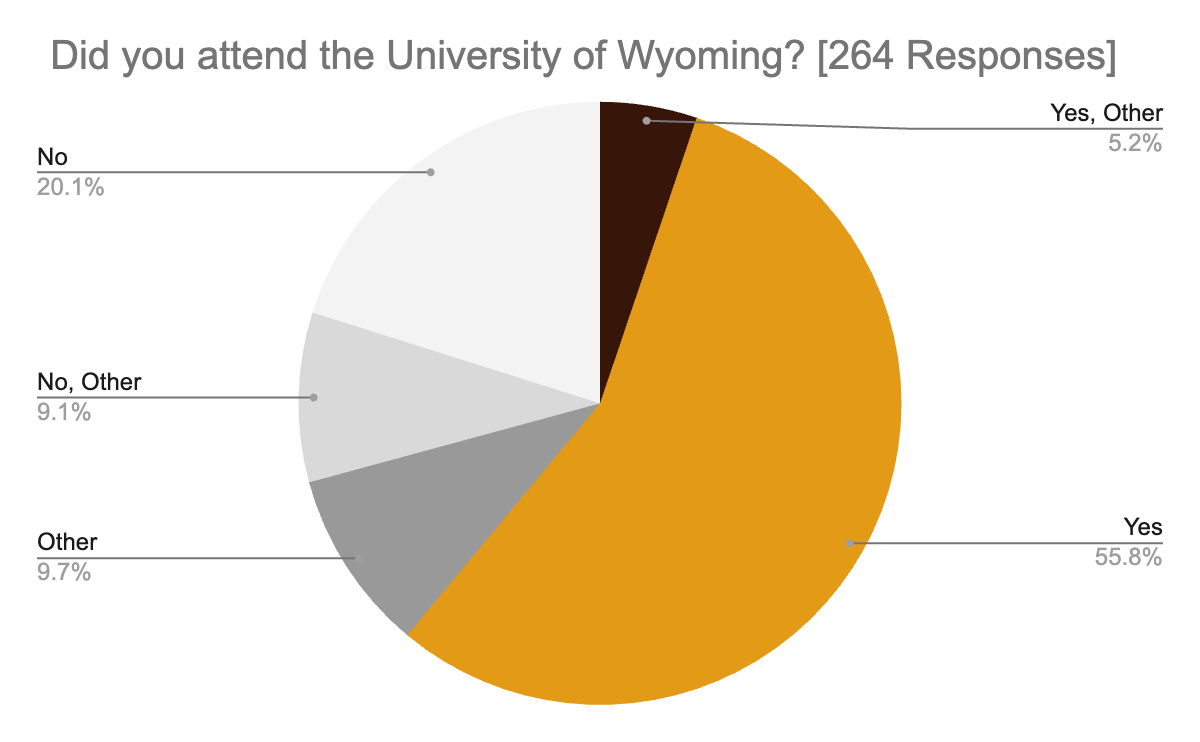 Did you attend the University of Wyoming? [264 Responses]
Yes, Other
5.2%
No
20.1%
No, Other
9.1%
Yes
55.8%
Other
9.7%